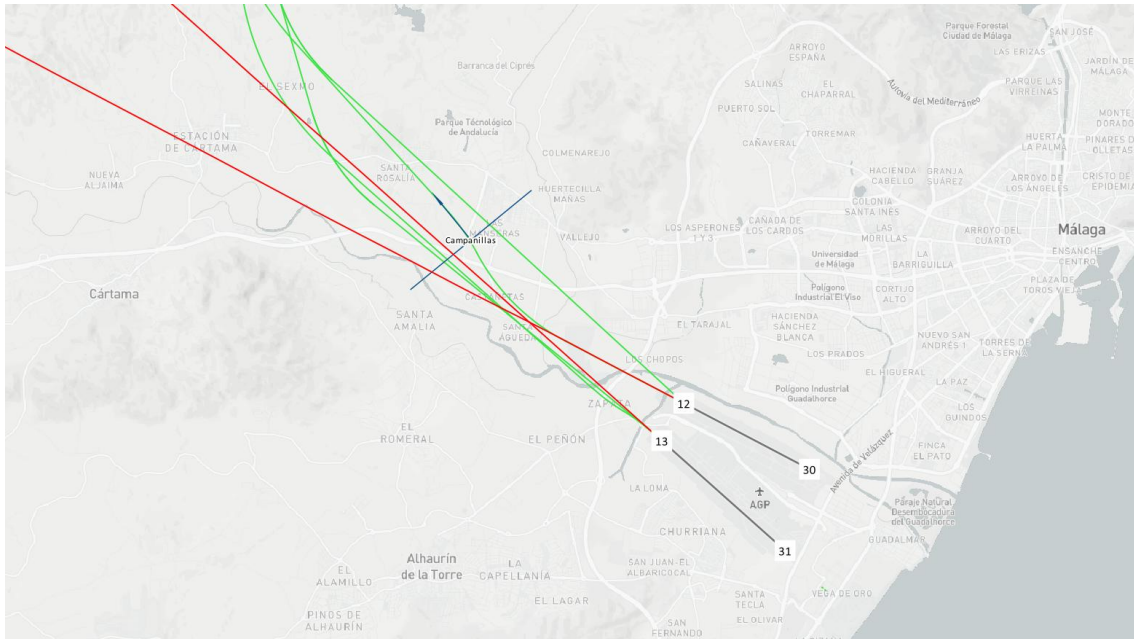 Parque Forestal
Ciudad de Málaga
SAN JOSÉ
LAS ERIZAS
JARDÍN DE
MÁLAGA
ARROYO
ESPAÑA
Barranca del Ciprés
PARQUE LAS
VIRREINAS
SALINAS
EL
CHAPARRAL
Autovía del Mediterráneo
EL SEXMO
PUERTO SOL
MONTE
DORADO
Parque Tecnológico
de Andalucía
TORREMAR
HUERTA
LA PALMA
PINARES DE
OLLETAS
ESTACIÓN
DE CÁRTAMA
CAÑAVERAL
COLMENAREJO
HACIENDA
CABELLO
GRANJA
SUÁREZ
ARROYO DE
LOS ÁNGELES
CRISTO DE
EPIDEMIA
NUEVA
ALJAIMA
SANTA
ROSALÍA
HUERTECILLA
MAÑAS
COLONIA
SANTA INÉS
LOS ASPERONES
1 Y 3
CAÑADA DE
LOS CARDOS
LAS
MORILLAS
ARROYO DEL
CUARTO
Málaga
Campanillas
VALLEJO
ENSANCHE
CENTRO
Universidad
de Málaga
LA
BARRIGUILLA
PLAZA DE
TOROS VIEJA
Cártama
CASTAÑETAS
Polígono
Industrial El Viso
CORTIJO
ALTO
SANTA
AMALIA
SANTA
ÁGUEDA
EL TARAJAL
HACIENDA
SÁNCHEZ
BLANCA
NUEVO SAN
ANDRÉS 1
TORRES DE
LA SERNA
LOS CHOPOS
LOS PRADOS
EL HIGUERAL
LA PAZ
Polígono Industrial
Guadalhorce
ZAPATA
12
LOS
GUINDOS
EL
ROMERAL
EL PEÑÓN
13
FINCA
EL PATO
30
Avenida de Velázquez
LA LOMA
AGP
Paraje Natural
Desembocadura
del Guadalhorce
CHURRIANA
GUADALMAR
31
Alhaurín
de la Torre
LA
CAPELLANÍA
SAN JUAN-EL
ALBARICOCAL
EL
ALAMILLO
SANTA
TECLA
VEGA DE ORO
EL LAGAR
PINOS DE
ALHAURÍN
EL OLIVAR
SAN
FERNANDO